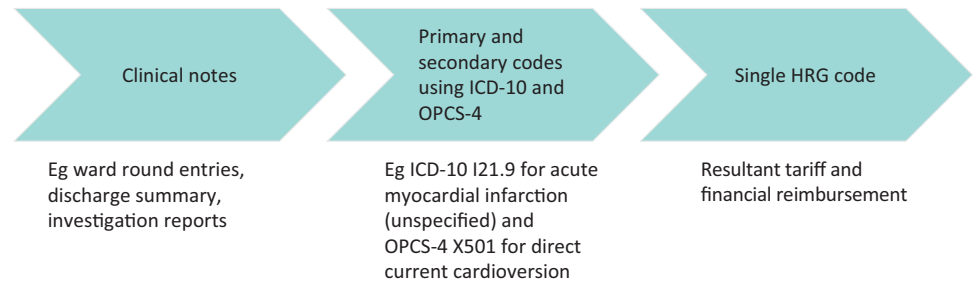 Clinical notes
Primary and
secondary codes
using ICD-10 and
OPCS-4
Single HRG code
Eg ward round entries,
discharge summary,
investigation reports
Eg ICD-10 I21.9 for acute
myocardial infarction
(unspecified) and
OPCS-4 X501 for direct
current cardioversion
Resultant tariff and
financial reimbursement